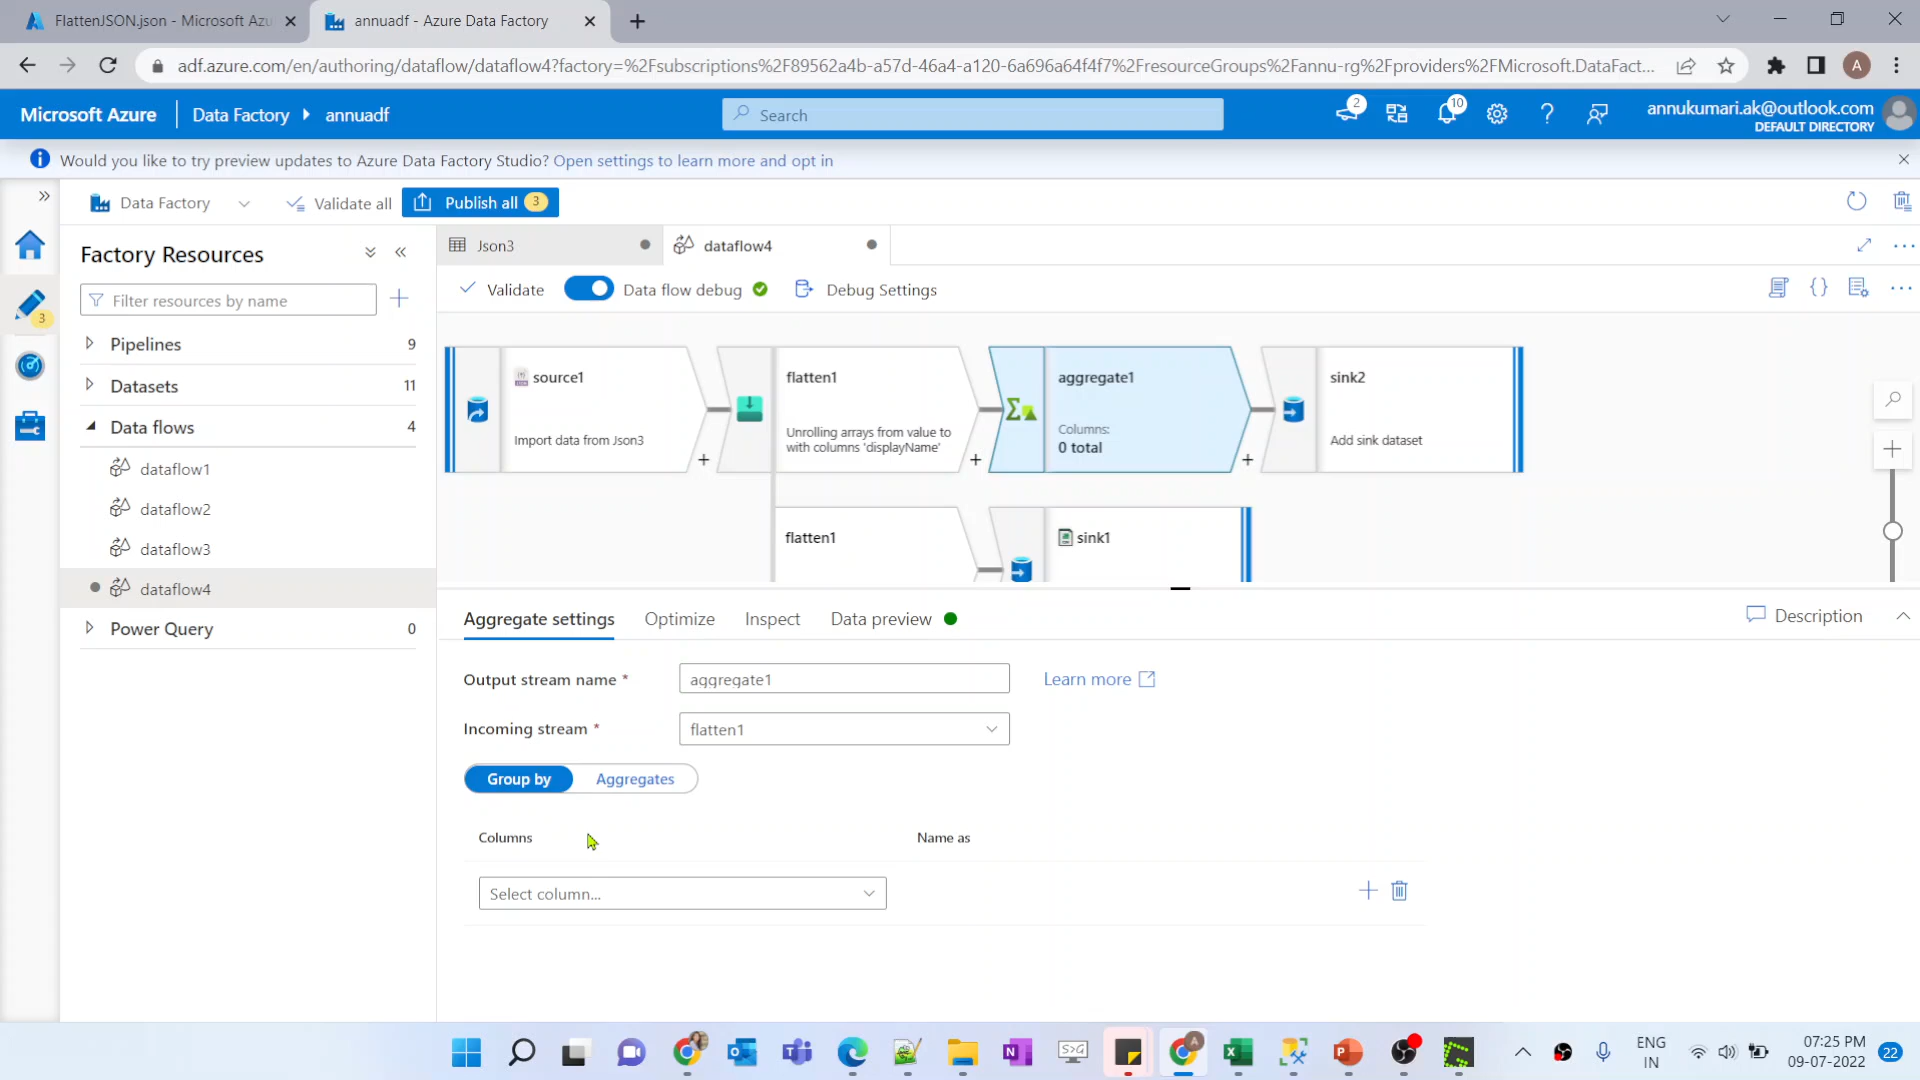 FlattenJSON.json - Microsoft Azu
annuadf - Azure Data Factory
adf.azure.com/en/authoring/dataflow/dataflow4?factory=%2Fsubscriptions%2F89562a4b-a57d-46a4-a120-6a696a64f4f7%2FresourceGroups%2Fannu-rg%2Fproviders%2FMicrosoft.DataFact...
A
Microsoft Azure
Data Factory
annuadf
Search
2
10
annukumari.ak@outlook.com
DEFAULT DIRECTORY
Would you like to try preview updates to Azure Data Factory Studio? Open settings to learn more and opt in
Data Factory
Validate all
Publish all
3
Factory Resources
Filter resources by name
3
Pipelines
9
Datasets
11
Data flows
4
dataflow1
dataflow2
dataflow3
dataflow4
Power Query
0
Json3
dataflow4
Validate
Data flow debug
Debug Settings
source1
Import data from Json3
flatten1
Unrolling arrays from value to
with columns 'displayName'
aggregate1
Columns:
0 total
sink2
Add sink dataset
flatten1
sink1
Aggregate settings
Optimize
Inspect
Data preview
Description
Output stream name *
aggregate1
Learn more
Incoming stream *
flatten1
Group by
Aggregates
Columns
Name as
Select column...
S>G
A
ENG
IN
07:25 PM
09-07-2022
22